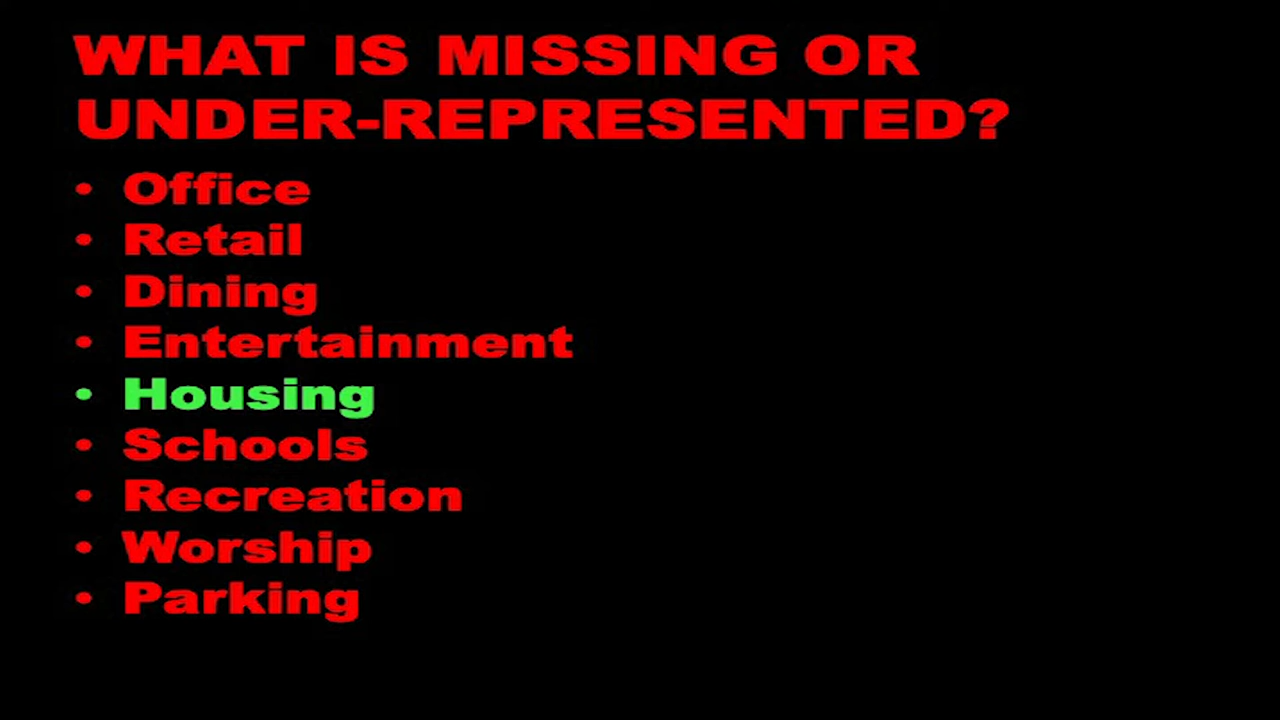 WHAT IS MISSING OR
UNDER-REPRESENTED?
• Office
• Retail
• Dining
• Entertainment
• Housing
• Schools
• Recreation
• Worship
• Parking